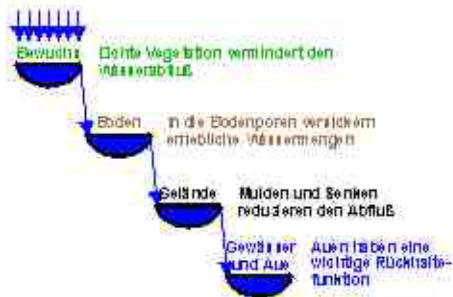 Bewuchs Dichte Vegetation vermindert den
Wasserabfluß
Boden in die Bodenporen versickern
erhebliche Wassermengen
Gelände Mulden und Senken
reduzieren den Abfluß
Gewässer Auen haben eine
und Aue wichtige Rückhalte-
funktion